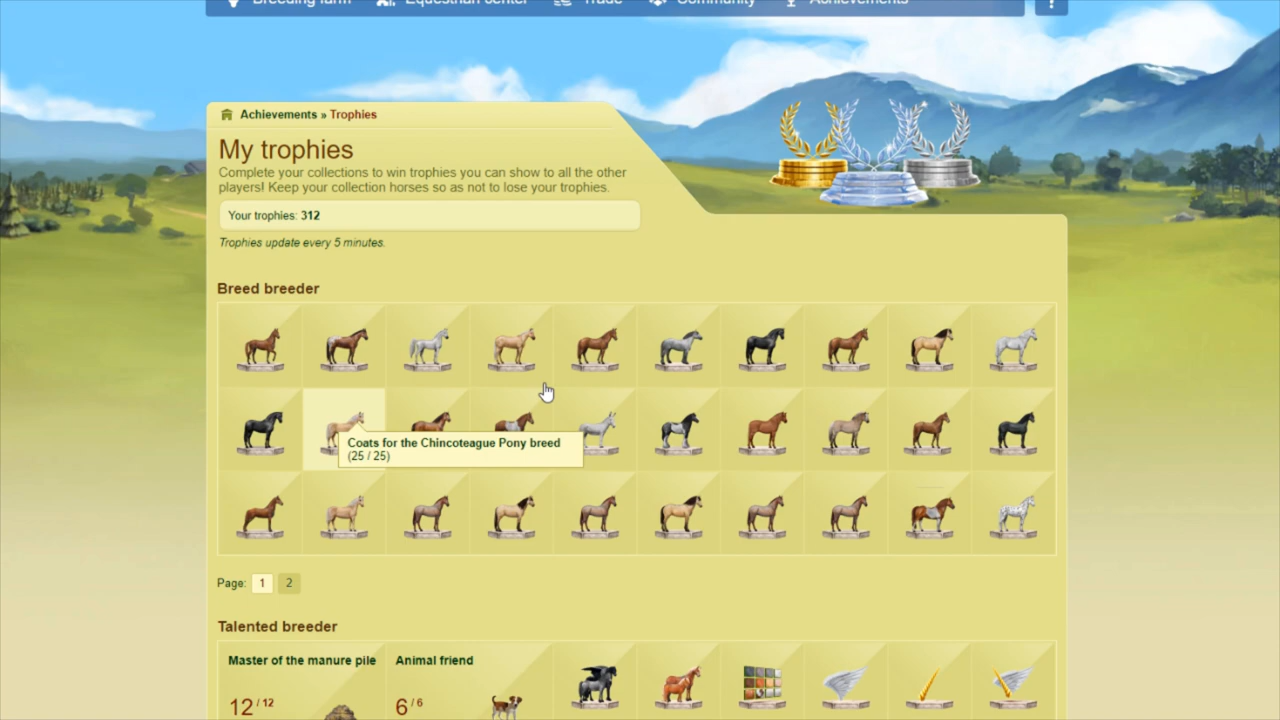 Breeding farm Equestrian center Trade Community Achievements ?
Achievements » Trophies
My trophies
Complete your collections to win trophies you can show to all the other
players! Keep your collection horses so as not to lose your trophies.
Your trophies: 312
Trophies update every 5 minutes.
Breed breeder
Coats for the Chincoteague Pony breed
(25 / 25)
Page: 1 2
Talented breeder
Master of the manure pile Animal friend
12 / 12 6 / 6